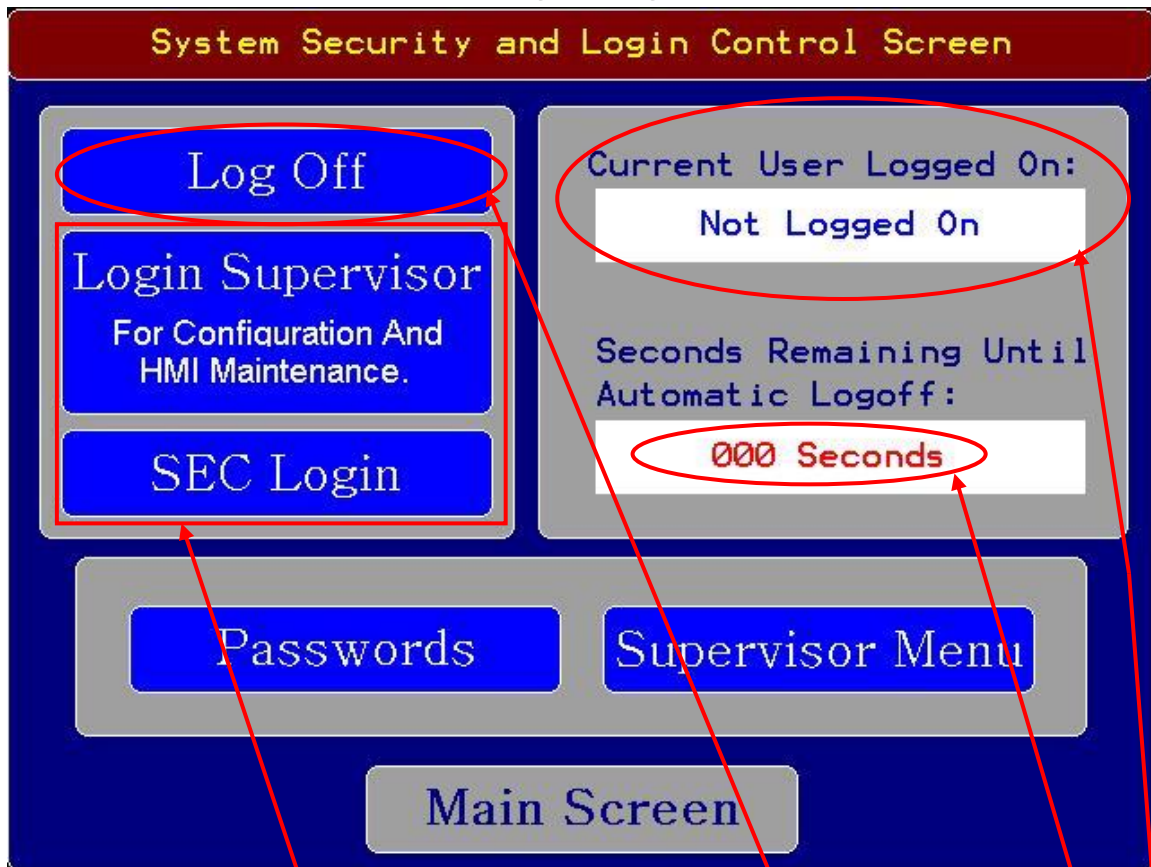 System Security and Login Control Screen
Log Off
Login Supervisor
For Configuration And
HMI Maintenance.
SEC Login
Current User Logged On:
Not Logged On
Seconds Remaining Until
Automatic Logoff:
000 Seconds
Passwords
Supervisor Menu
Main Screen